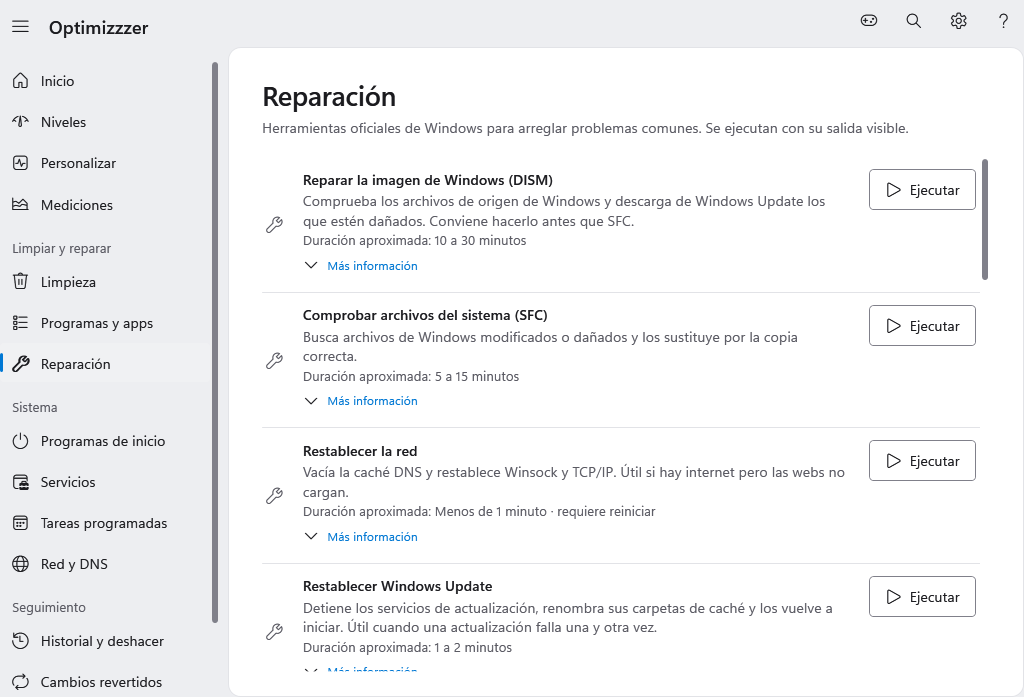 Optimizzzer
Inicio
Niveles
Personalizar
Mediciones
Limpiar y reparar
Limpieza
Programas y apps
Reparación
Sistema
Programas de inicio
Servicios
Tareas programadas
Red y DNS
Seguimiento
Historial y deshacer
Cambios revertidos
Reparación
Herramientas oficiales de Windows para arreglar problemas comunes. Se ejecutan con su salida visible.
Reparar la imagen de Windows (DISM)
Comprueba los archivos de origen de Windows y descarga de Windows Update los
que estén dañados. Conviene hacerlo antes que SFC.
Duración aproximada: 10 a 30 minutos
Más información
Ejecutar
Comprobar archivos del sistema (SFC)
Busca archivos de Windows modificados o dañados y los sustituye por la copia
correcta.
Duración aproximada: 5 a 15 minutos
Más información
Ejecutar
Restablecer la red
Vacía la caché DNS y restablece Winsock y TCP/IP. Útil si hay internet pero las webs no
cargan.
Duración aproximada: Menos de 1 minuto · requiere reiniciar
Más información
Ejecutar
Restablecer Windows Update
Detiene los servicios de actualización, renombra sus carpetas de caché y los vuelve a
iniciar. Útil cuando una actualización falla una y otra vez.
Duración aproximada: 1 a 2 minutos
Más información
Ejecutar